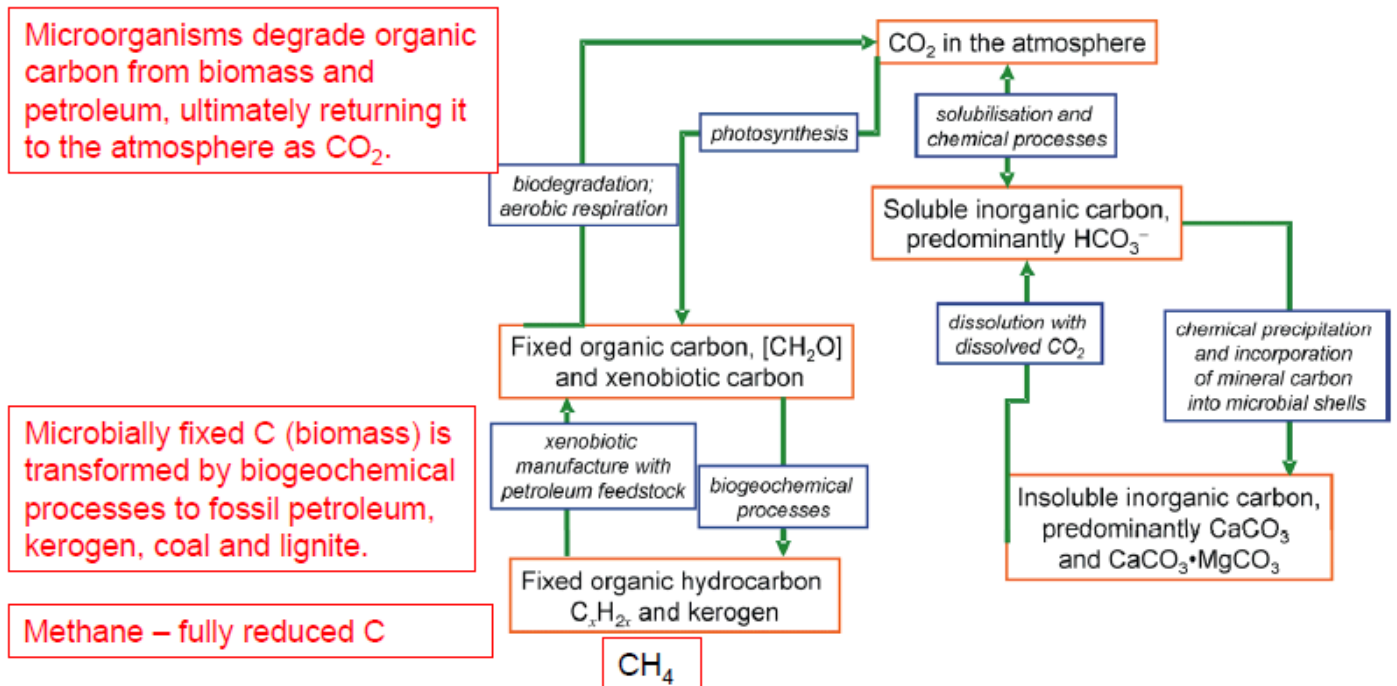 Microorganisms degrade organic
carbon from biomass and
petroleum, ultimately returning it
to the atmosphere as CO₂.
CO₂ in the atmosphere
photosynthesis
solubilisation and
chemical processes
biodegradation;
aerobic respiration
Soluble inorganic carbon,
predominantly HCO₃⁻
dissolution with
dissolved CO₂
chemical precipitation
and incorporation
of mineral carbon
into microbial shells
Fixed organic carbon, [CH₂O]
and xenobiotic carbon
Microbially fixed C (biomass) is
transformed by biogeochemical
processes to fossil petroleum,
kerogen, coal and lignite.
xenobiotic
manufacture with
petroleum feedstock
biogeochemical
processes
Insoluble inorganic carbon,
predominantly CaCO₃
and CaCO₃•MgCO₃
Fixed organic hydrocarbon
CₓH₂ₓ and kerogen
Methane – fully reduced C
CH₄